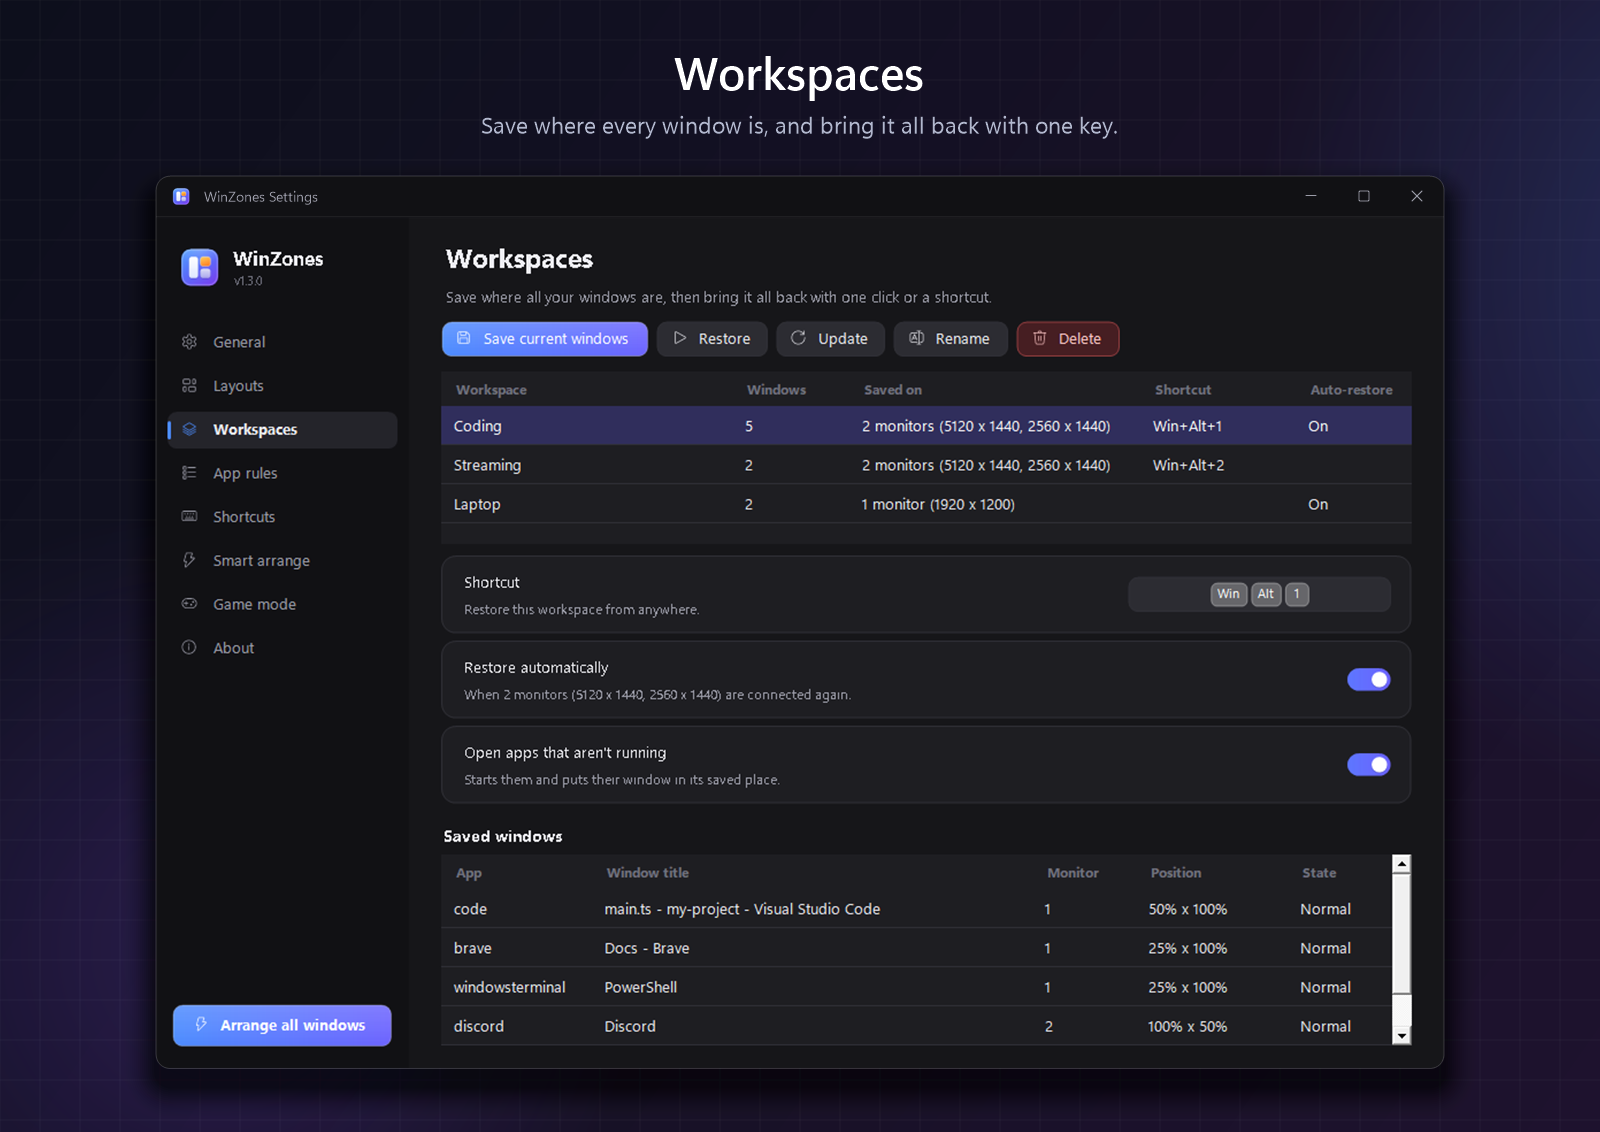 Workspaces
Save where every window is, and bring it all back with one key.
WinZones Settings
WinZones
v1.3.0
General
Layouts
Workspaces
App rules
Shortcuts
Smart arrange
Game mode
About
Arrange all windows
Workspaces
Save where all your windows are, then bring it all back with one click or a shortcut.
Save current windows Restore Update Rename Delete
Workspace Windows Saved on Shortcut Auto-restore
Coding 5 2 monitors (5120 x 1440, 2560 x 1440) Win+Alt+1 On
Streaming 2 2 monitors (5120 x 1440, 2560 x 1440) Win+Alt+2
Laptop 2 1 monitor (1920 x 1200) On
Shortcut
Restore this workspace from anywhere.
Win Alt 1
Restore automatically
When 2 monitors (5120 x 1440, 2560 x 1440) are connected again.
Open apps that aren't running
Starts them and puts their window in its saved place.
Saved windows
App Window title Monitor Position State
code main.ts - my-project - Visual Studio Code 1 50% x 100% Normal
brave Docs - Brave 1 25% x 100% Normal
windowsterminal PowerShell 1 25% x 100% Normal
discord Discord 2 100% x 50% Normal